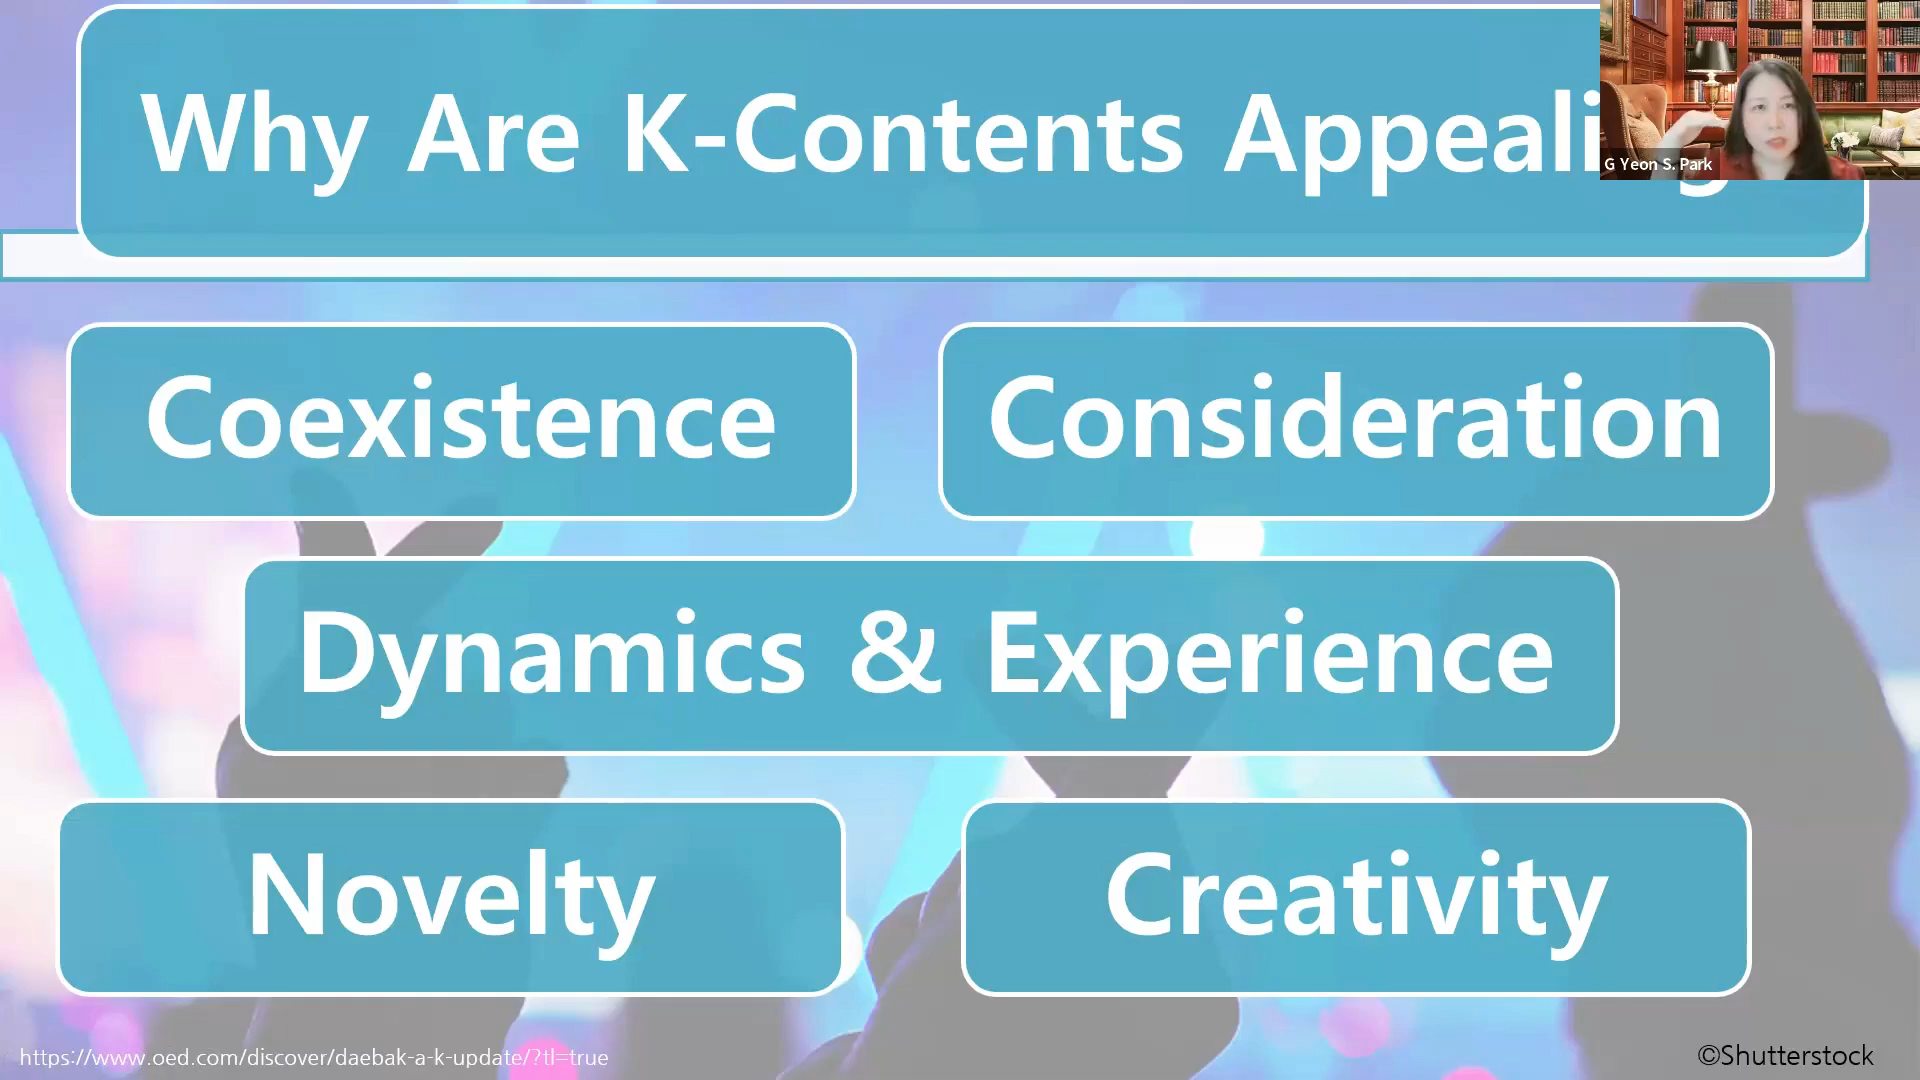 Why Are K-Contents Appeali g
G Yeon S. Park
Coexistence
Consideration
Dynamics & Experience
Novelty
Creativity
https://www.oed.com/discover/daebak-a-k-update/?tl=true
©Shutterstock